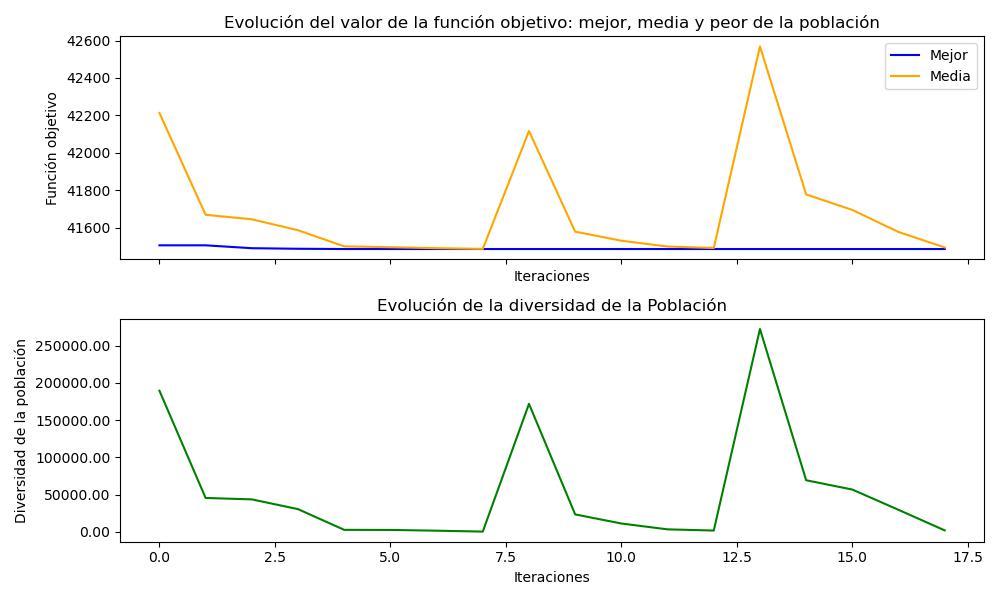 Evolución del valor de la función objetivo: mejor, media y peor de la población
42600
42400
42200
42000
41800
41600
Función objetivo
Mejor
Media
Iteraciones
Evolución de la diversidad de la Población
250000.00
200000.00
150000.00
100000.00
50000.00
0.00
Diversidad de la población
0.0 2.5 5.0 7.5 10.0 12.5 15.0 17.5
Iteraciones